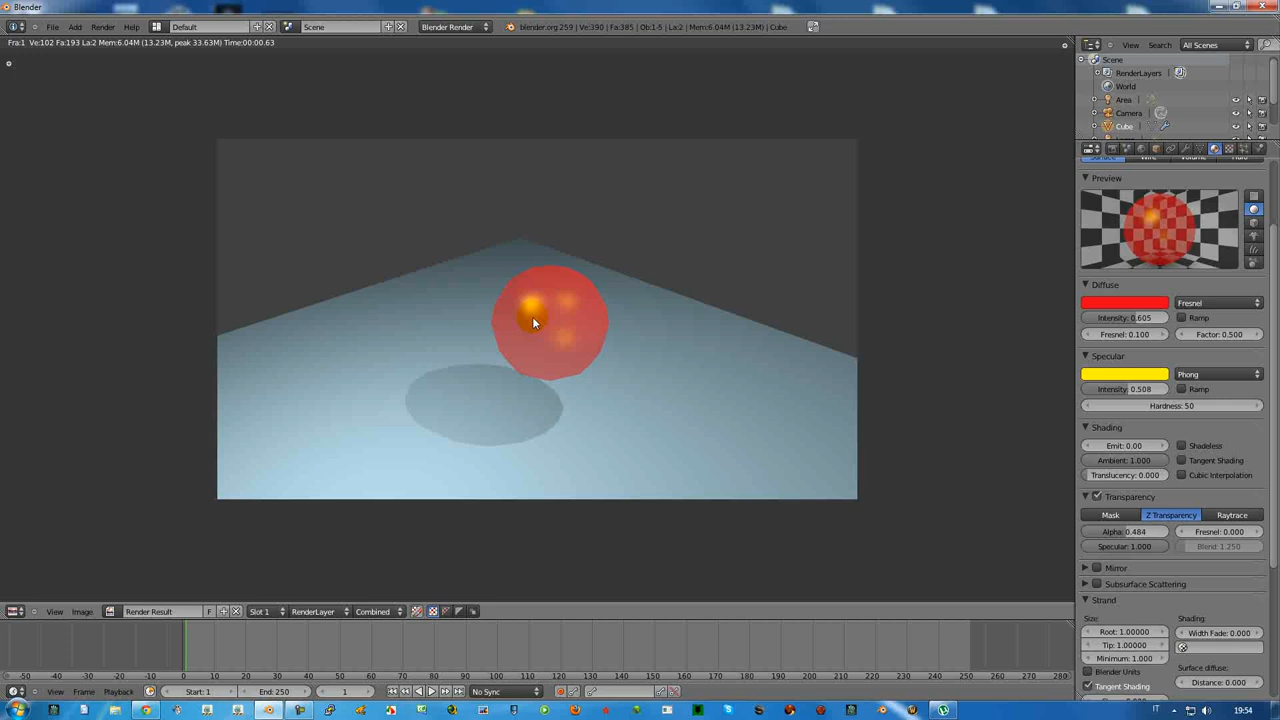 Blender
File Add Render Help Default Scene Blender Render blender.org 259 | Ve:390 | Fa:385 | Ob:1-5 | La:2 | Mem:6.04M (13.23M) | Cube
Fra:1 Ve:102 Fa:193 La:2 Mem:6.04M (13.23M, peak 33.63M) Time:00:00.63
View Search All Scenes
Scene
RenderLayers
World
Area
Camera
Cube
Surface Wire Volume Halo
Preview
Diffuse
Fresnel
Intensity: 0.605 Ramp
Fresnel: 0.100 Factor: 0.500
Specular
Phong
Intensity: 0.508 Ramp
Hardness: 50
Shading
Emit: 0.00 Shadeless
Ambient: 1.000 Tangent Shading
Translucency: 0.000 Cubic Interpolation
Transparency
Mask Z Transparency Raytrace
Alpha: 0.484 Fresnel: 0.000
Specular: 1.000 Blend: 1.250
Mirror
Subsurface Scattering
Strand
Size: Shading:
Root: 1.00000 Width Fade: 0.000
Tip: 1.00000
Minimum: 1.000
Surface diffuse:
Blender Units
Distance: 0.000
Tangent Shading
View Image Render Result F Slot 1 RenderLayer Combined
-50 -40 -30 -20 -10 0 10 20 30 40 50 60 70 80 90 100 110 120 130 140 150 160 170 180 190 200 210 220 230 240 250 260 270 280
View Frame Playback Start: 1 End: 250 1 No Sync
IT 19:54